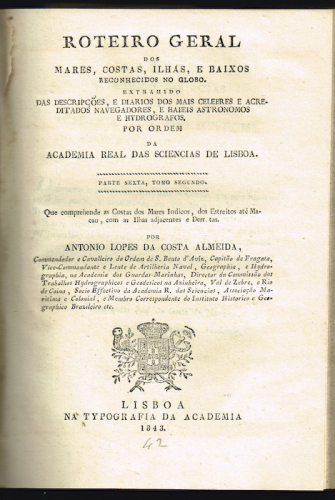 ROTEIRO GERAL
DOS
MARES, COSTAS, ILHAS, E BAIXOS
RECONHECIDOS NO GLOBO.
EXTRAHIDO
DAS DESCRIPÇÕES, E DIARIOS DOS MAIS CELEBRES E ACRE-
DITADOS NAVEGADORES, E HABEIS ASTRONOMOS
E HYDROGRAFOS,
POR ORDEM
DA
ACADEMIA REAL DAS SCIENCIAS DE LISBOA.
PARTE SEXTA, TOMO SEGUNDO.
Que comprehende as Costas dos Mares Indicos, dos Estreitos até Ma-
cau, com as Ilhas adjacentes e
POR
ANTONIO LOPES DA COSTA ALMEIDA,
Commendador e Cavalleiro da Ordem de S. Bento d'Aviz, Capitão de Fragata,
Vice-Commandante e Lente de Artilheria Naval, Geographia, e Hydro-
graphia, na Academia dos Guardas-Marinhas, Director da Commissão dos
Trabalhos Hydrographicos e Geodesicos na Azinheira, Val de Zebre, e Rio
de Coina, Socio Effectivo da Academia R. das Sciencias, Associação Ma-
ritima e Colonial, e Membro Correspondente do Instituto Historico e Geo-
graphico Brasileiro etc.
LISBOA
NA TYPOGRAFIA DA ACADEMIA
1843.
42